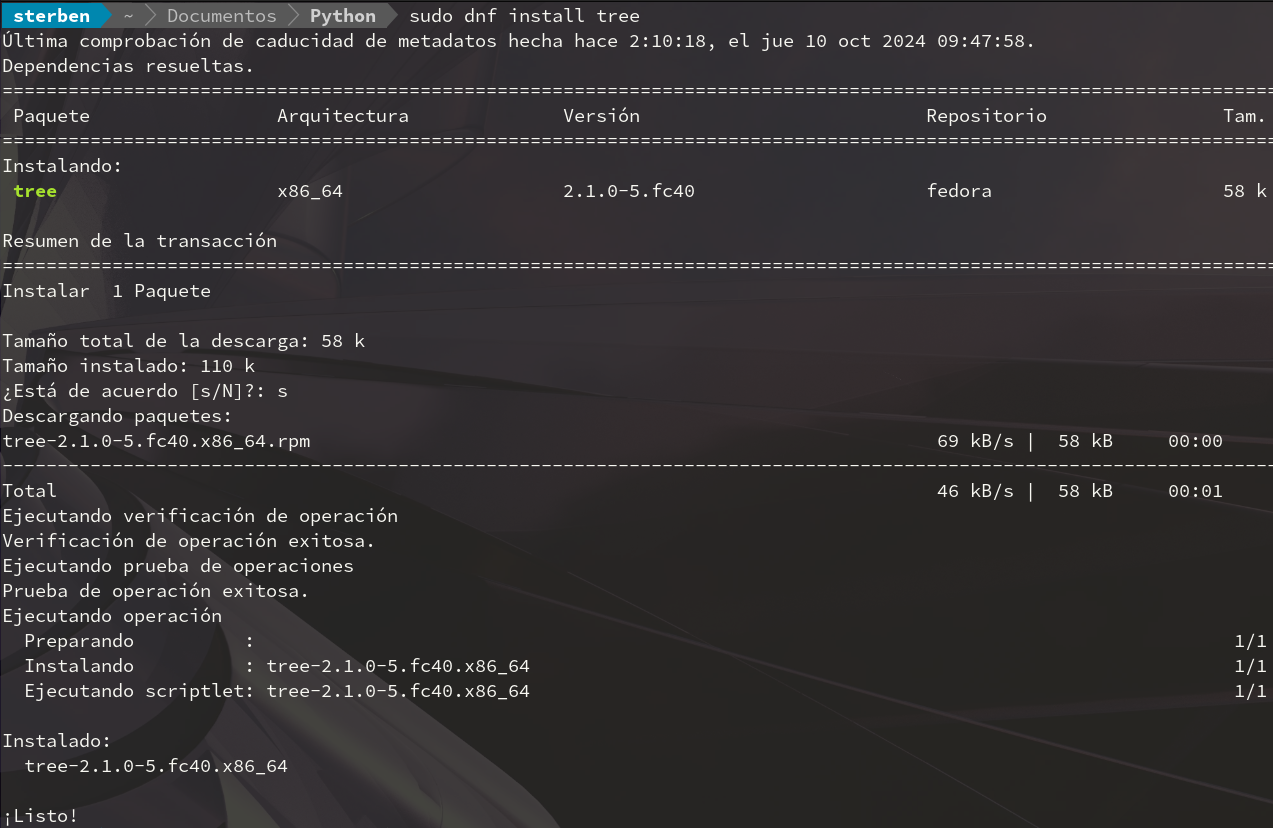 sterben ~ Documentos Python sudo dnf install tree
Última comprobación de caducidad de metadatos hecha hace 2:10:18, el jue 10 oct 2024 09:47:58.
Dependencias resueltas.
================================================================================
Paquete Arquitectura Versión Repositorio Tam.
================================================================================
Instalando:
tree x86_64 2.1.0-5.fc40 fedora 58 k
Resumen de la transacción
================================================================================
Instalar 1 Paquete
Tamaño total de la descarga: 58 k
Tamaño instalado: 110 k
¿Está de acuerdo [s/N]?: s
Descargando paquetes:
tree-2.1.0-5.fc40.x86_64.rpm 69 kB/s | 58 kB 00:00
--------------------------------------------------------------------------------
Total 46 kB/s | 58 kB 00:01
Ejecutando verificación de operación
Verificación de operación exitosa.
Ejecutando prueba de operaciones
Prueba de operación exitosa.
Ejecutando operación
Preparando : 1/1
Instalando : tree-2.1.0-5.fc40.x86_64 1/1
Ejecutando scriptlet: tree-2.1.0-5.fc40.x86_64 1/1
Instalado:
tree-2.1.0-5.fc40.x86_64
¡Listo!